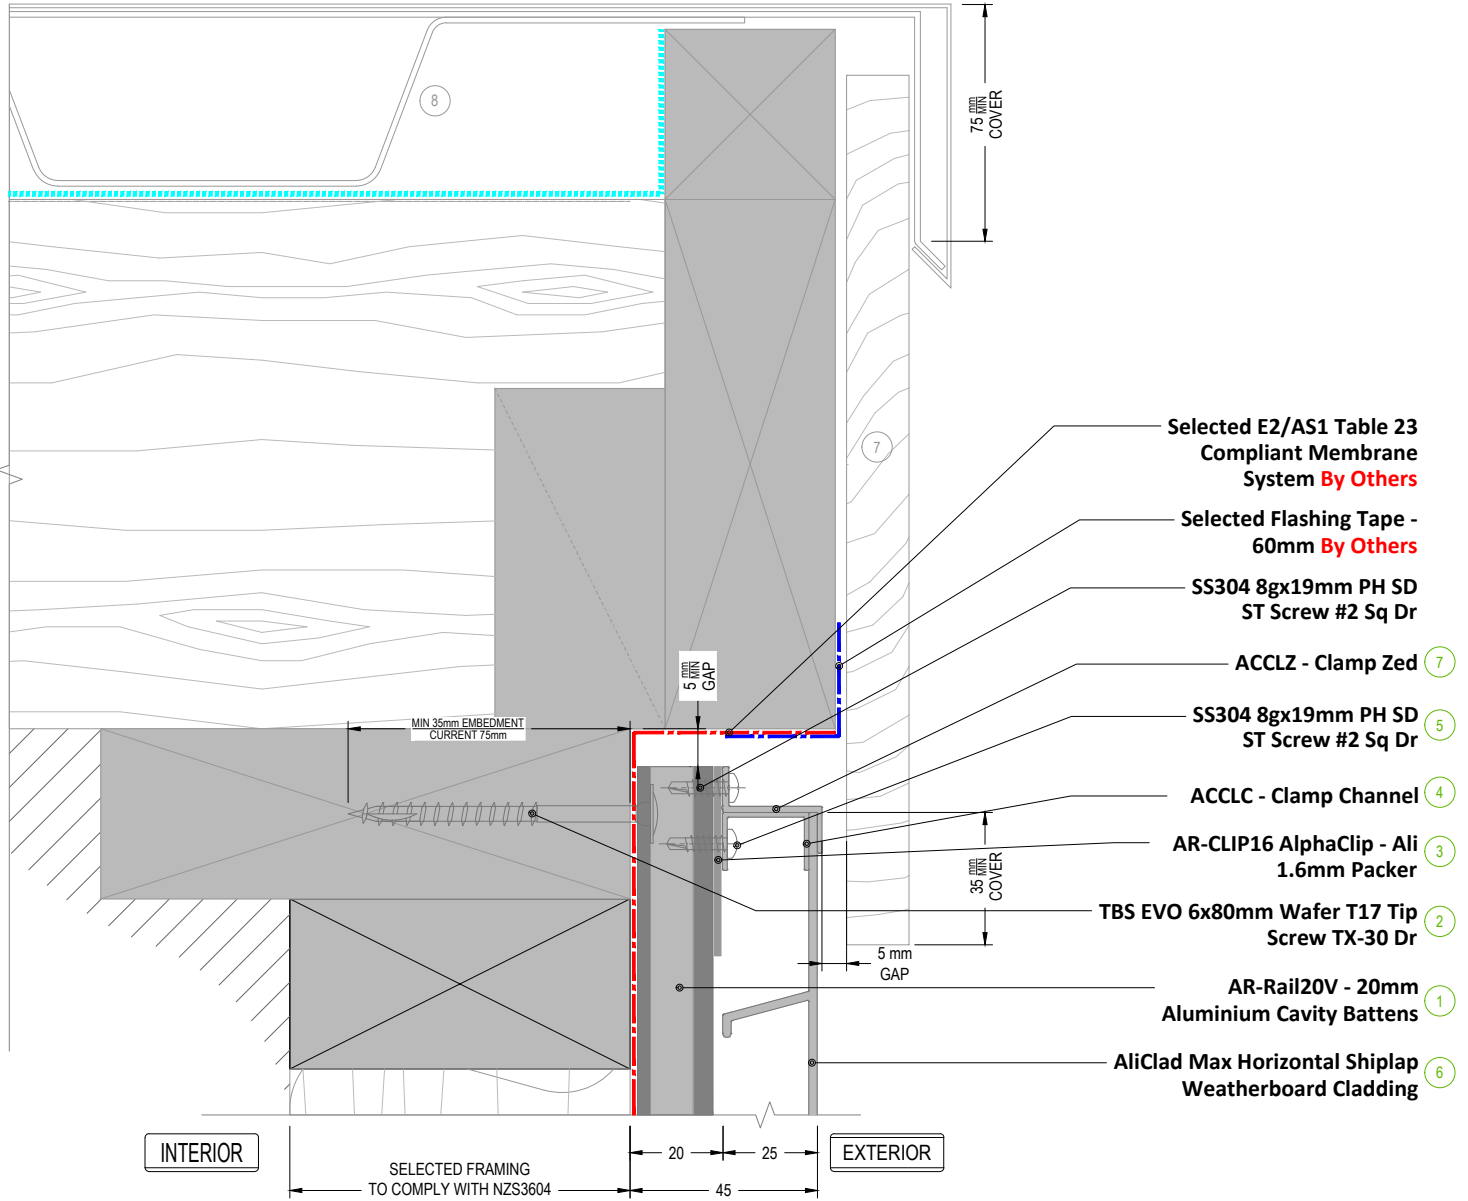 8
75 mm MIN
COVER
7
Selected E2/AS1 Table 23
Compliant Membrane
System By Others
Selected Flashing Tape -
60mm By Others
SS304 8gx19mm PH SD
ST Screw #2 Sq Dr
ACCLZ - Clamp Zed 7
SS304 8gx19mm PH SD
ST Screw #2 Sq Dr
5
ACCLC - Clamp Channel 4
AR-CLIP16 AlphaClip - Ali
1.6mm Packer
3
TBS EVO 6x80mm Wafer T17 Tip
Screw TX-30 Dr
2
AR-Rail20V - 20mm
Aluminium Cavity Battens
1
AliClad Max Horizontal Shiplap
Weatherboard Cladding
6
5 mm MIN
GAP
MIN 35mm EMBEDMENT
CURRENT 75mm
35 mm MIN
COVER
5 mm
GAP
INTERIOR
EXTERIOR
20
25
45
SELECTED FRAMING
TO COMPLY WITH NZS3604